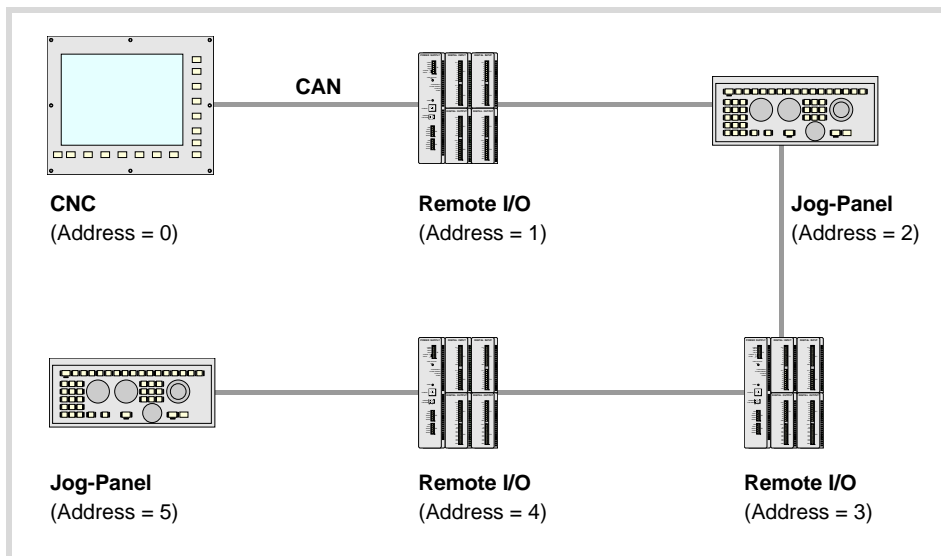 CAN
CNC
(Address = 0)
Remote I/O
(Address = 1)
Jog-Panel
(Address = 2)
Jog-Panel
(Address = 5)
Remote I/O
(Address = 4)
Remote I/O
(Address = 3)